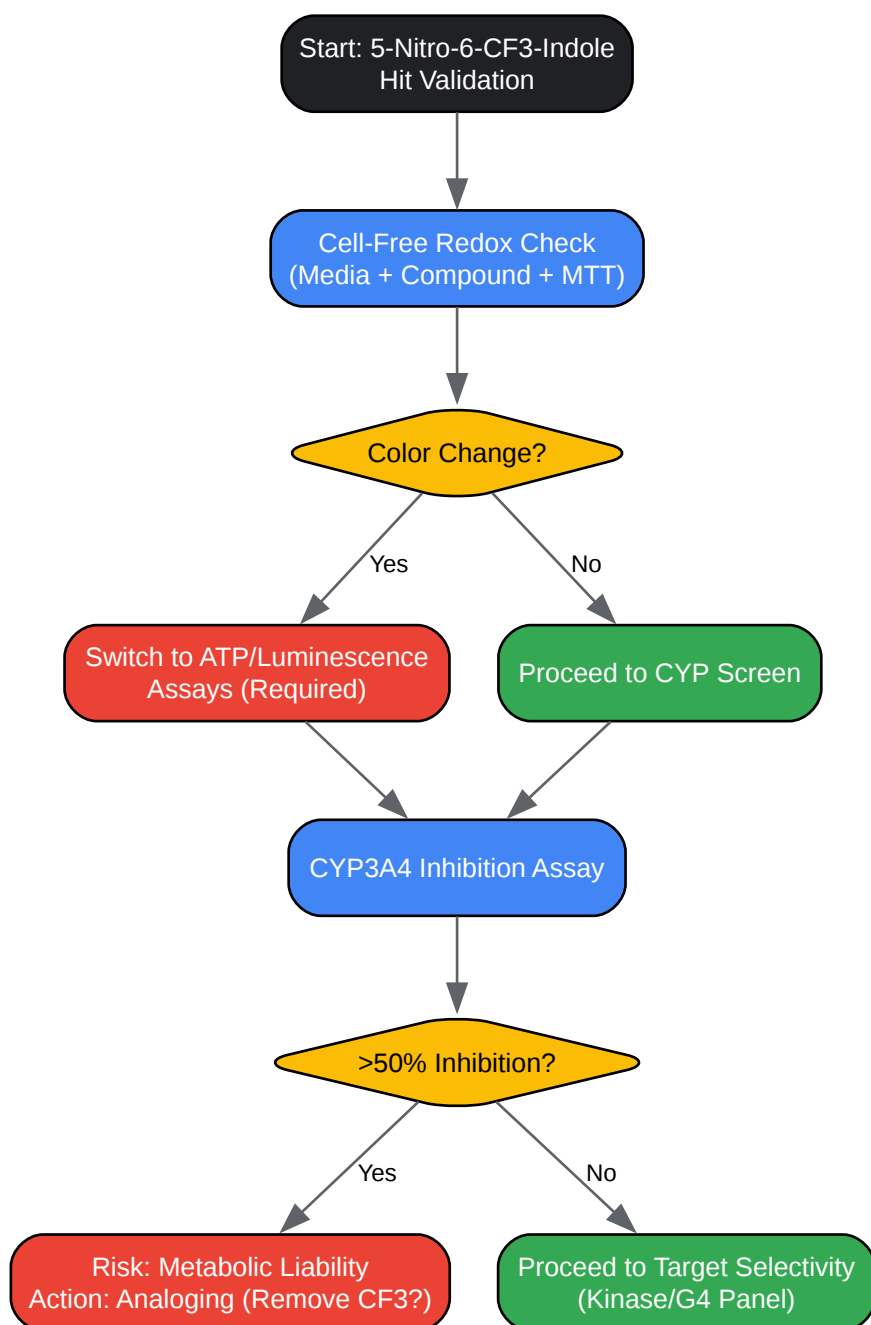 Start: 5-Nitro-6-CF3-Indole
Hit Validation
Cell-Free Redox Check
(Media + Compound + MTT)
Color Change?
Yes
No
Switch to ATP/Luminescence
Assays (Required)
Proceed to CYP Screen
CYP3A4 Inhibition Assay
>50% Inhibition?
Yes
No
Risk: Metabolic Liability
Action: Analoging (Remove CF3?)
Proceed to Target Selectivity
(Kinase/G4 Panel)